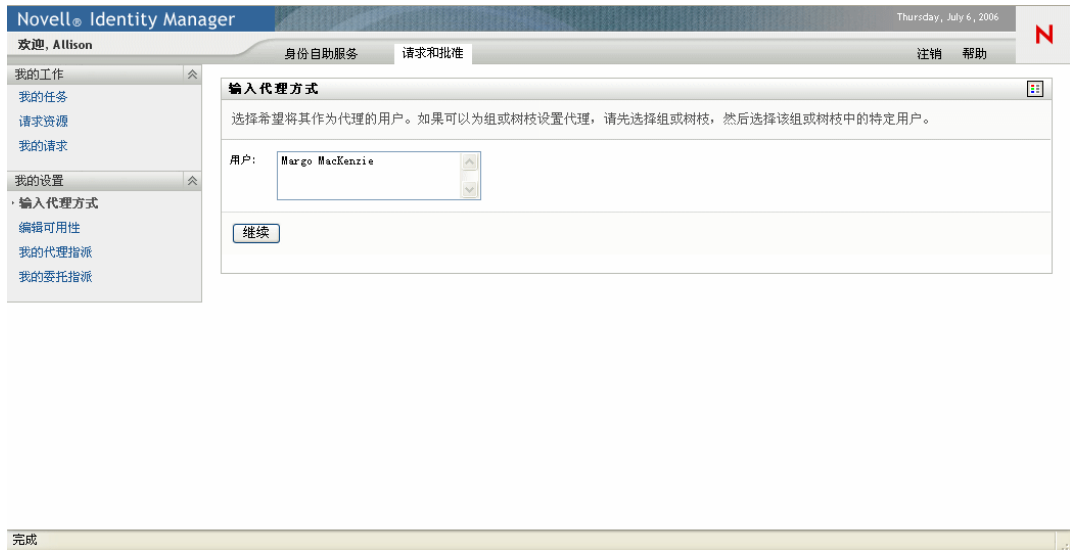 Novell® Identity Manager
Thursday, July 6, 2006
N
欢迎, Allison
身份自助服务
请求和批准
注销
帮助
我的工作
我的任务
请求资源
我的请求
我的设置
输入代理方式
编辑可用性
我的代理指派
我的委托指派
输入代理方式
选择希望将其作为代理的用户。如果可以为组或树枝设置代理，请先选择组或树枝，然后选择该组或树枝中的特定用户。
用户:
Margo MacKenzie
继续
完成